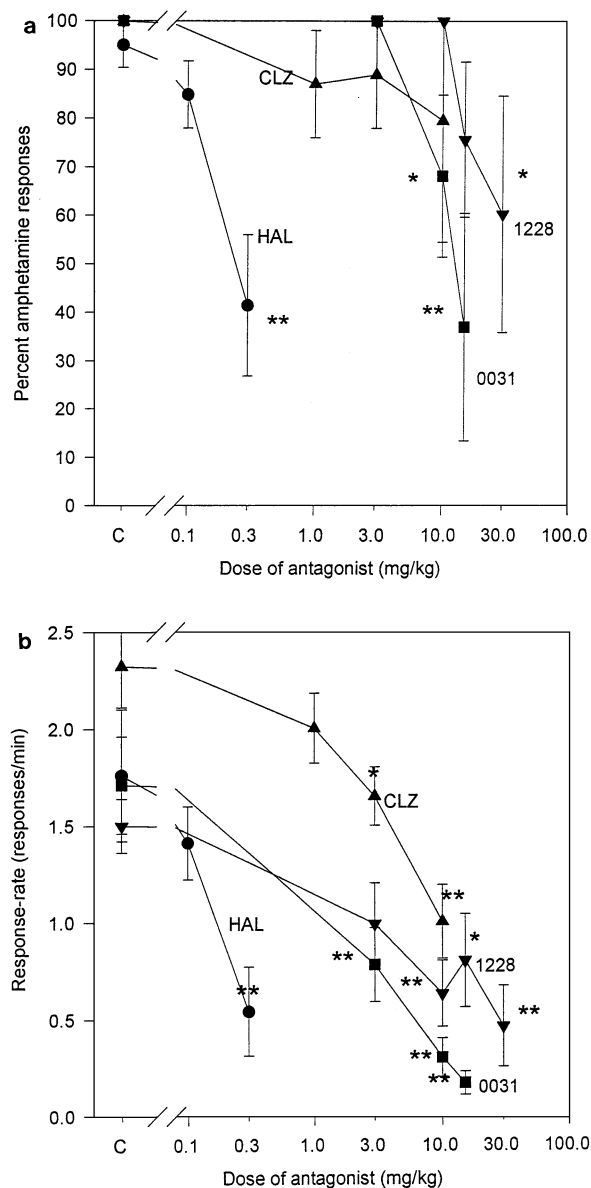 a
100
90
80
70
60
50
40
30
20
10
0
Percent amphetamine responses
CLZ
HAL
**
*
**
*
1228
0031
C 0.1 0.3 1.0 3.0 10.0 30.0 100.0
Dose of antagonist (mg/kg)
b
2.5
2.0
1.5
1.0
0.5
0.0
Response-rate (responses/min)
*
CLZ
**
HAL
*
**
1228
**
**
**
**
**
0031
C 0.1 0.3 1.0 3.0 10.0 30.0 100.0
Dose of antagonist (mg/kg)